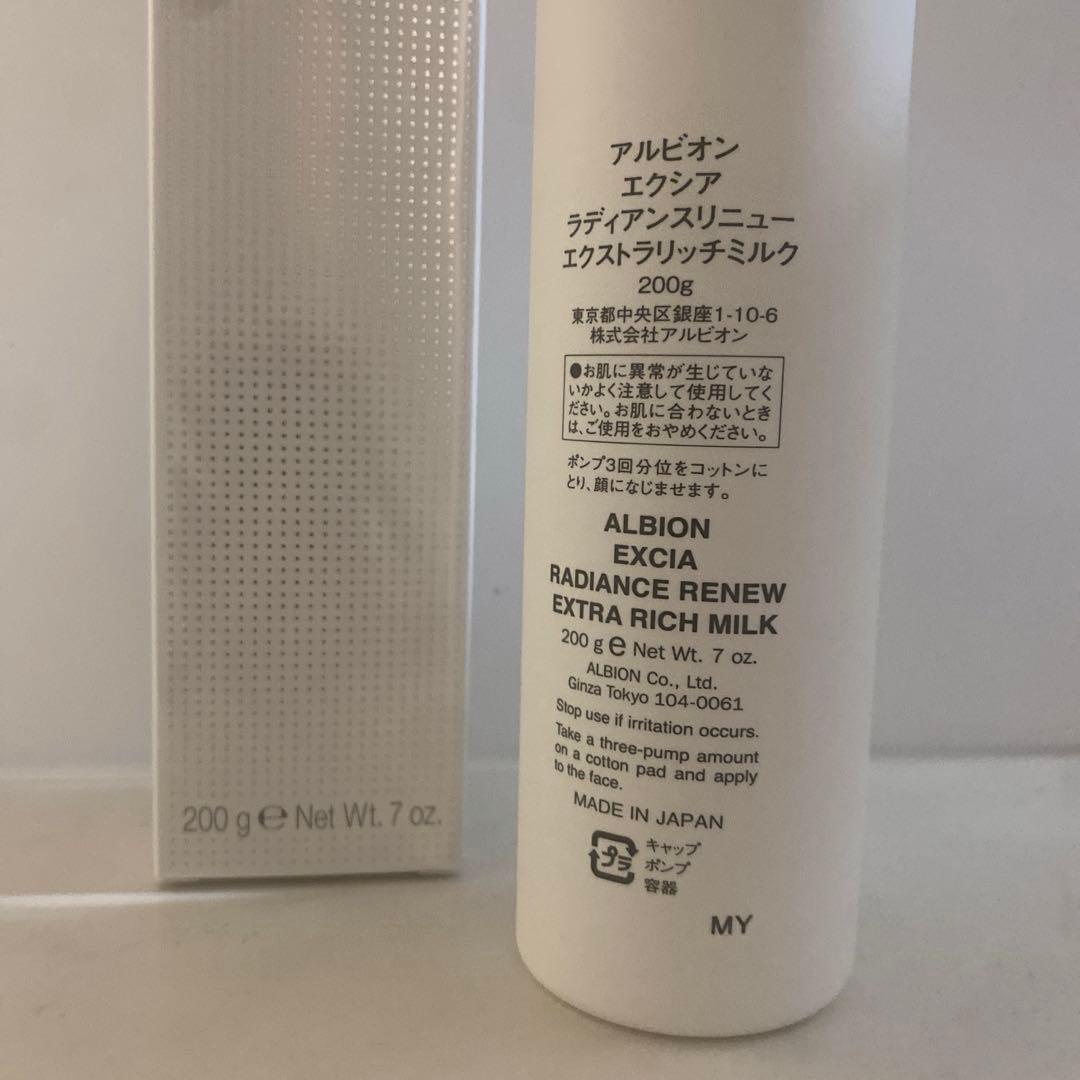 アルビオン
エクシア
ラディアンスリニュー
エクストラリッチミルク
200g
東京都中央区銀座1-10-6
株式会社アルビオン
●お肌に異常が生じていな
いかよく注意して使用してく
ださい。お肌に合わないとき
は、ご使用をおやめください。
ポンプ3回分位をコットンに
とり、顔になじませます。
ALBION
EXCIA
RADIANCE RENEW
EXTRA RICH MILK
200 g e Net Wt. 7 oz.
ALBION Co., Ltd.
Ginza Tokyo 104-0061
Stop use if irritation occurs.
Take a three-pump amount
on a cotton pad and apply
to the face.
MADE IN JAPAN
プラ
キャップ
ポンプ
容器
MY
200 g e Net Wt. 7 oz.